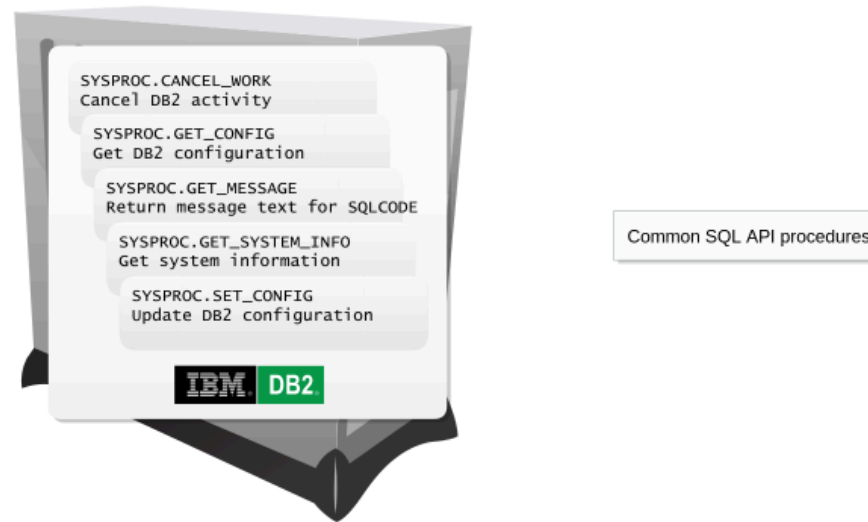 SYSPROC.CANCEL_WORK
Cancel DB2 activity
SYSPROC.GET_CONFIG
Get DB2 configuration
SYSPROC.GET_MESSAGE
Return message text for SQLCODE
SYSPROC.GET_SYSTEM_INFO
Get system information
SYSPROC.SET_CONFIG
Update DB2 configuration
IBM. DB2.
Common SQL API procedures